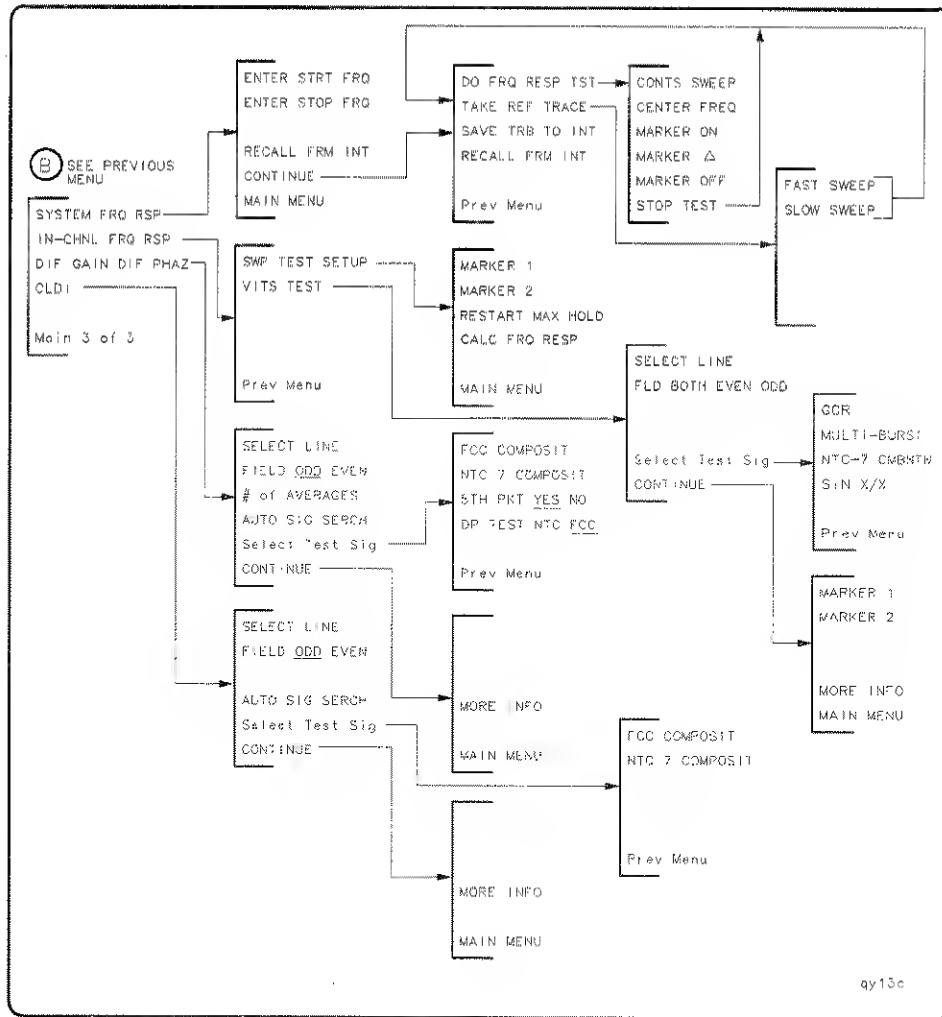 B SEE PREVIOUS
MENU
SYSTEM FRQ RSP
IN-CHNL FRQ RSP
DIF GAIN DIF PHAZ
CLDI
Main 3 of 3
ENTER STRT FRQ
ENTER STOP FRQ
RECALL FRM INT
CONTINUE
MAIN MENU
DO FRQ RESP TST
TAKE REF TRACE
SAVE TRB TO INT
RECALL FRM INT
Prev Menu
CONTS SWEEP
CENTER FREQ
MARKER ON
MARKER △
MARKER OFF
STOP TEST
FAST SWEEP
SLOW SWEEP
SWP TEST SETUP
VITS TEST
Prev Menu
MARKER 1
MARKER 2
RESTART MAX HOLD
CALC FRQ RESP
MAIN MENU
SELECT LINE
FLD BOTH EVEN ODD
Select Test Sig
CONTINUE
GCR
MULTI-BURST
NTC-7 CMBNTN
SIN X/X
Prev Menu
SELECT LINE
FIELD ODD EVEN
# of AVERAGES
AUTO SIG SERCH
Select Test Sig
CONTINUE
FCC COMPOSIT
NTC 7 COMPOSIT
5TH PKT YES NO
DP TEST NTC FCC
Prev Menu
MARKER 1
MARKER 2
MORE INFO
MAIN MENU
SELECT LINE
FIELD ODD EVEN
AUTO SIG SERCH
Select Test Sig
CONTINUE
MORE INFO
MAIN MENU
FCC COMPOSIT
NTC 7 COMPOSIT
Prev Menu
MORE INFO
MAIN MENU
qy13c